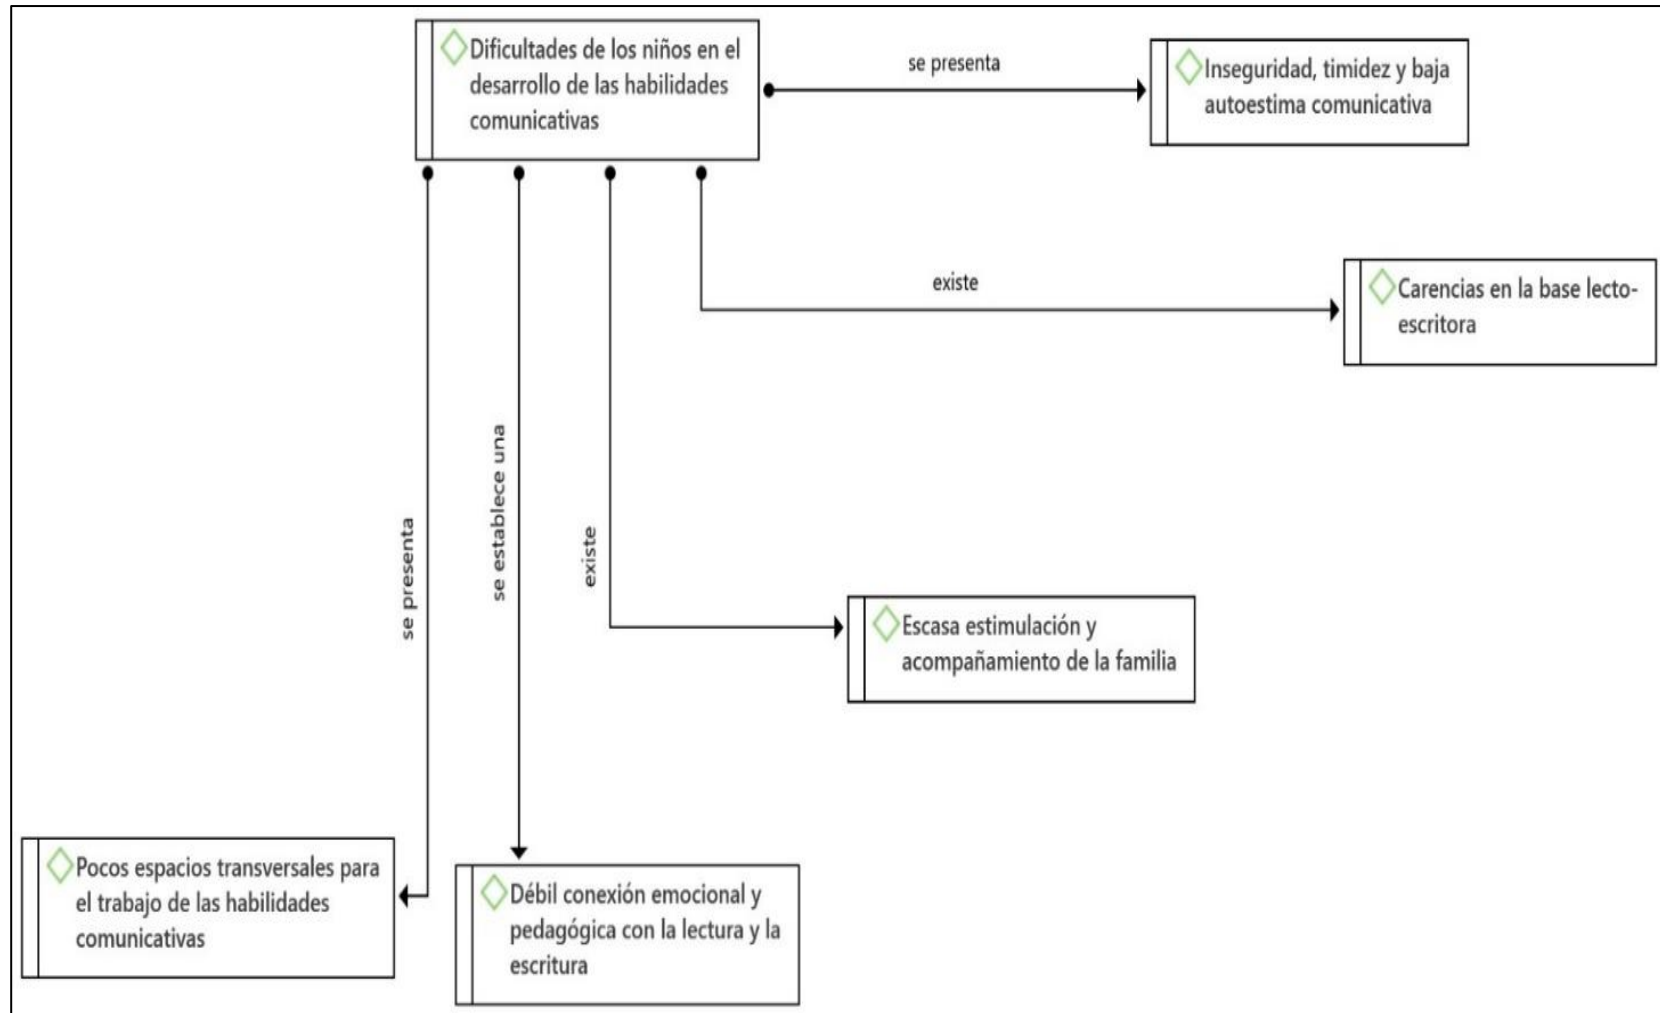 Dificultades de los niños en el
desarrollo de las habilidades
comunicativas
se presenta
Inseguridad, timidez y baja
autoestima comunicativa
existe
Carencias en la base lecto-
escritora
se presenta
se establece una
existe
Escasa estimulación y
acompañamiento de la familia
Pocos espacios transversales para
el trabajo de las habilidades
comunicativas
Débil conexión emocional y
pedagógica con la lectura y la
escritura